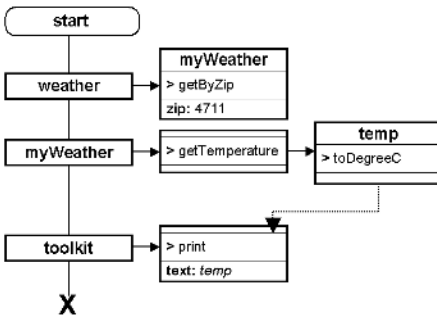 start
myWeather
weather
> getByZip
zip: 4711
temp
myWeather
> getTemperature
> toDegreeC
toolkit
> print
text: temp
X